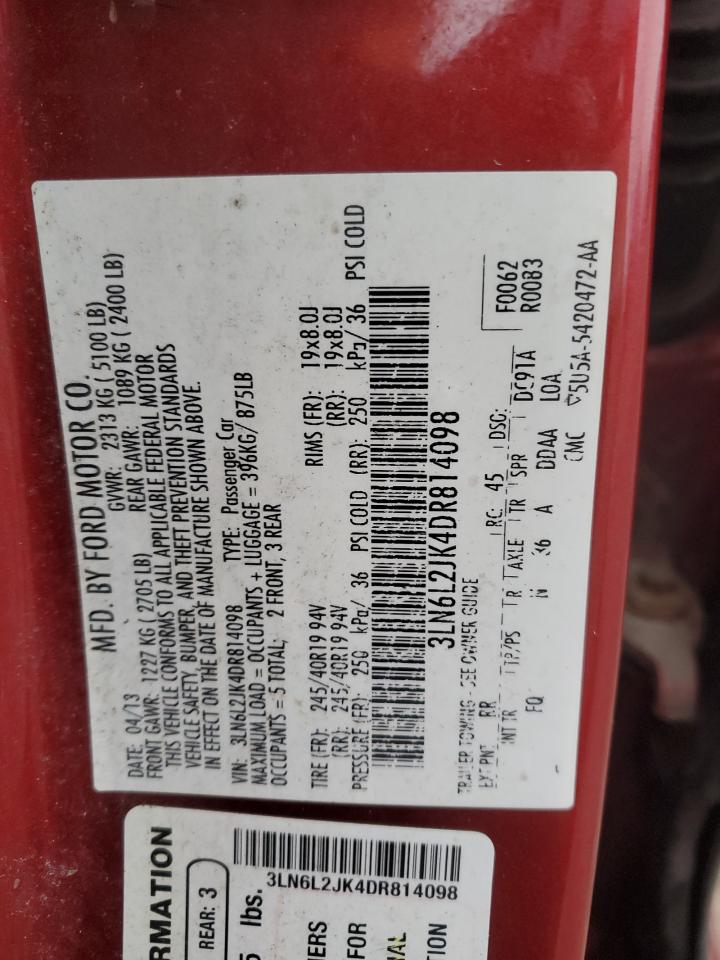 MFD. BY FORD MOTOR CO.
DATE: 04/13 GVWR: 2313 KG ( 5100 LB)
FRONT GAWR: 1227 KG ( 2705 LB) REAR GAWR: 1089 KG ( 2400 LB)
THIS VEHICLE CONFORMS TO ALL APPLICABLE FEDERAL MOTOR
VEHICLE SAFETY, BUMPER, AND THEFT PREVENTION STANDARDS
IN EFFECT ON THE DATE OF MANUFACTURE SHOWN ABOVE.
VIN: 3LN6L2JK4DR814098 TYPE: Passenger Car
MAXIMUM LOAD = OCCUPANTS + LUGGAGE = 396KG/ 875LB
OCCUPANTS = 5 TOTAL; 2 FRONT, 3 REAR
TIRE (FR): 245/40R19 94V RIMS (FR): 19x8.0J
(RR): 245/40R19 94V (RR): 19x8.0J
PRESSURE (FR): 250 kPa/ 36 PSI COLD (RR): 250 kPa/ 36 PSI COLD
3LN6L2JK4DR814098
TRAILER TOWING - SEE OWNER GUIDE
F0062
R0083
EXT PNT: RR RC: 45 DSO: DC91A
INT TR TP/PS TR AXLE TR SPR LOA
FQ N 36 A DDAA
CMC ▽5U5A-5420472-AA
RMATION
REAR: 3
lbs.
3LN6L2JK4DR814098
ERS
FOR
TION